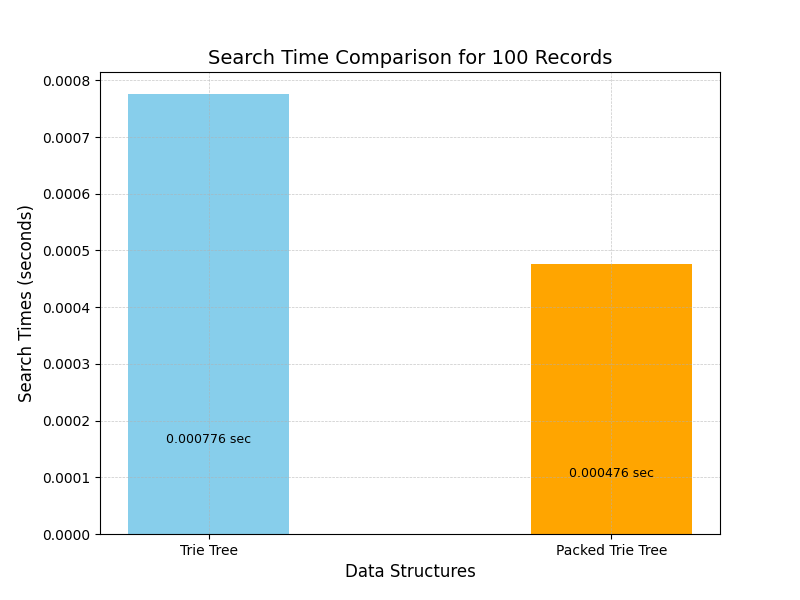 Search Time Comparison for 100 Records
Search Times (seconds)
0.0008
0.0007
0.0006
0.0005
0.0004
0.0003
0.0002
0.0001
0.0000
0.000776 sec
0.000476 sec
Trie Tree
Packed Trie Tree
Data Structures